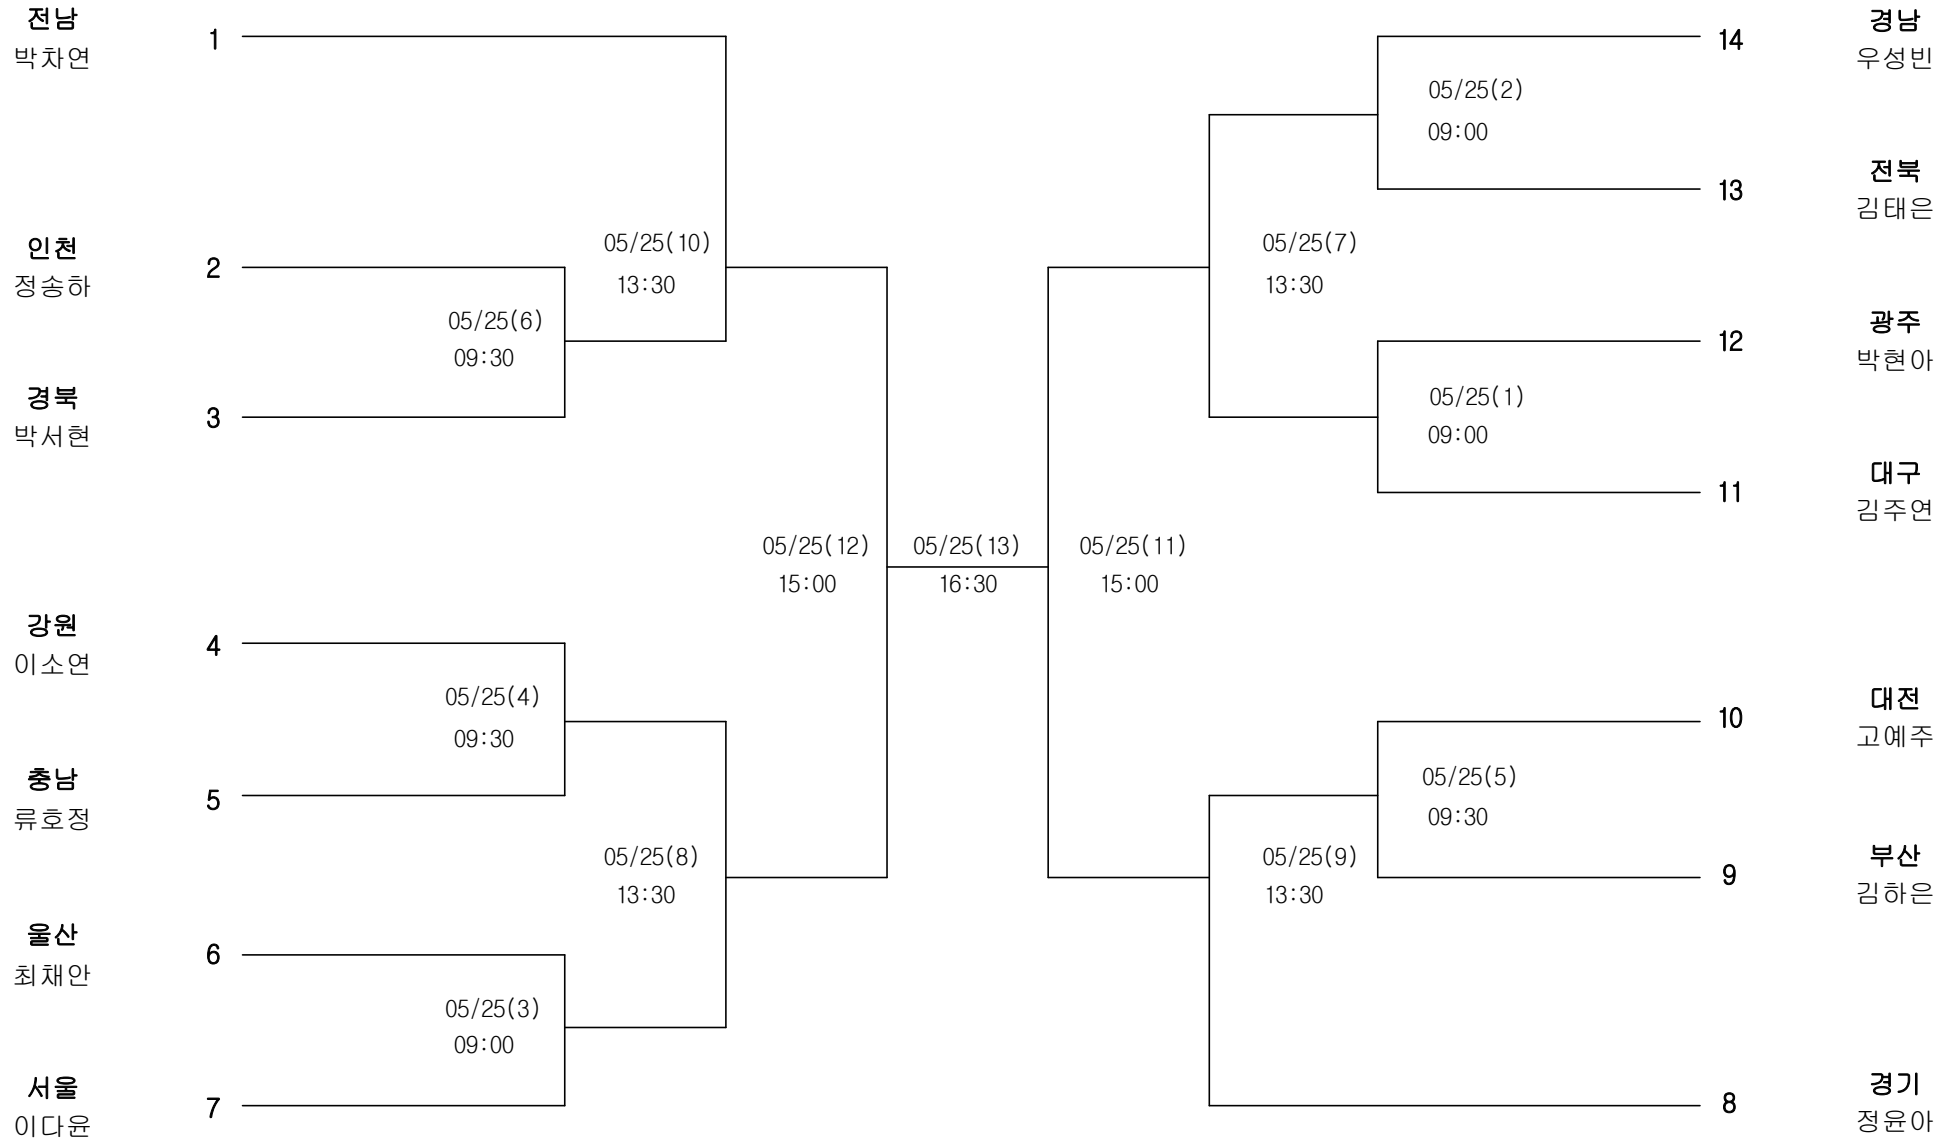 전남
박차연
1
인천
정송하
2
05/25(10)
13:30
05/25(6)
09:30
경북
박서현
3
05/25(12)
15:00
강원
이소연
4
05/25(4)
09:30
충남
류호정
5
05/25(8)
13:30
울산
최채안
6
05/25(3)
09:00
서울
이다윤
7
05/25(13)
16:30
14
경남
우성빈
05/25(2)
09:00
13
전북
김태은
05/25(7)
13:30
12
광주
박현아
05/25(1)
09:00
11
대구
김주연
05/25(11)
15:00
10
대전
고예주
05/25(5)
09:30
05/25(9)
13:30
9
부산
김하은
8
경기
정윤아